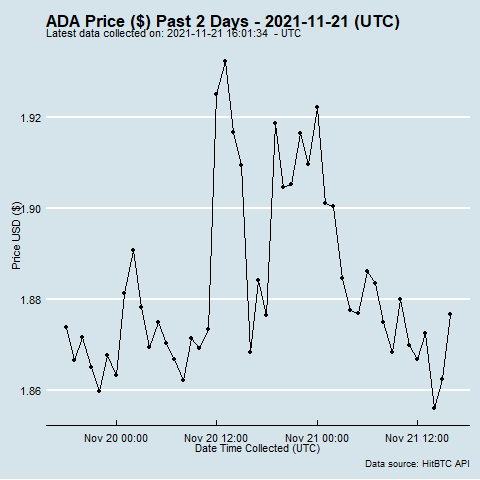 ADA Price ($) Past 2 Days - 2021-11-21 (UTC)
Latest data collected on: 2021-11-21 16:01:34 - UTC
Price USD ($)
1.92
1.90
1.88
1.86
Nov 20 00:00 Nov 20 12:00 Nov 21 00:00 Nov 21 12:00
Date Time Collected (UTC)
Data source: HitBTC API